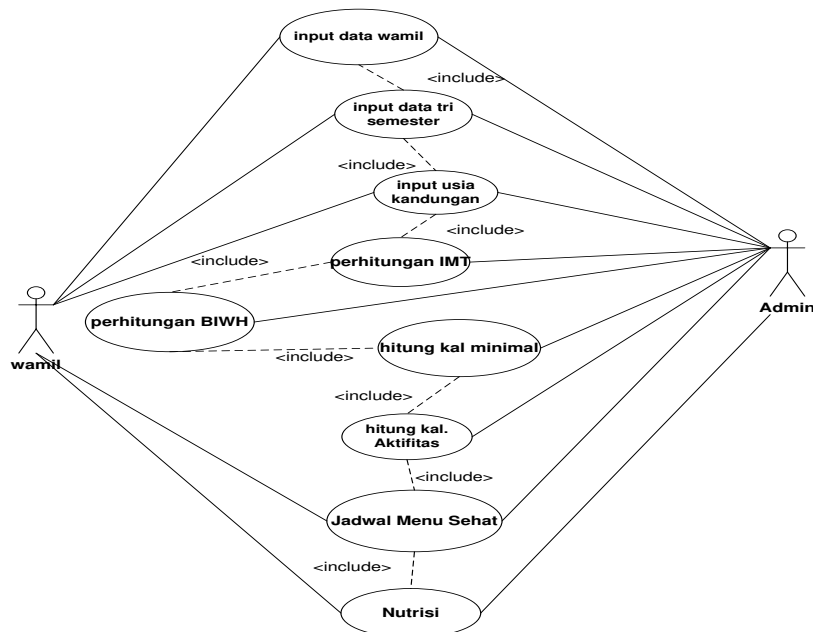 input data wamil
<include>
input data tri
semester
<include>
input usia
kandungan
<include>
<include>
perhitungan IMT
perhitungan BIWH
Admin
hitung kal minimal
<include>
wamil
<include>
hitung kal.
Aktifitas
<include>
Jadwal Menu Sehat
<include>
Nutrisi